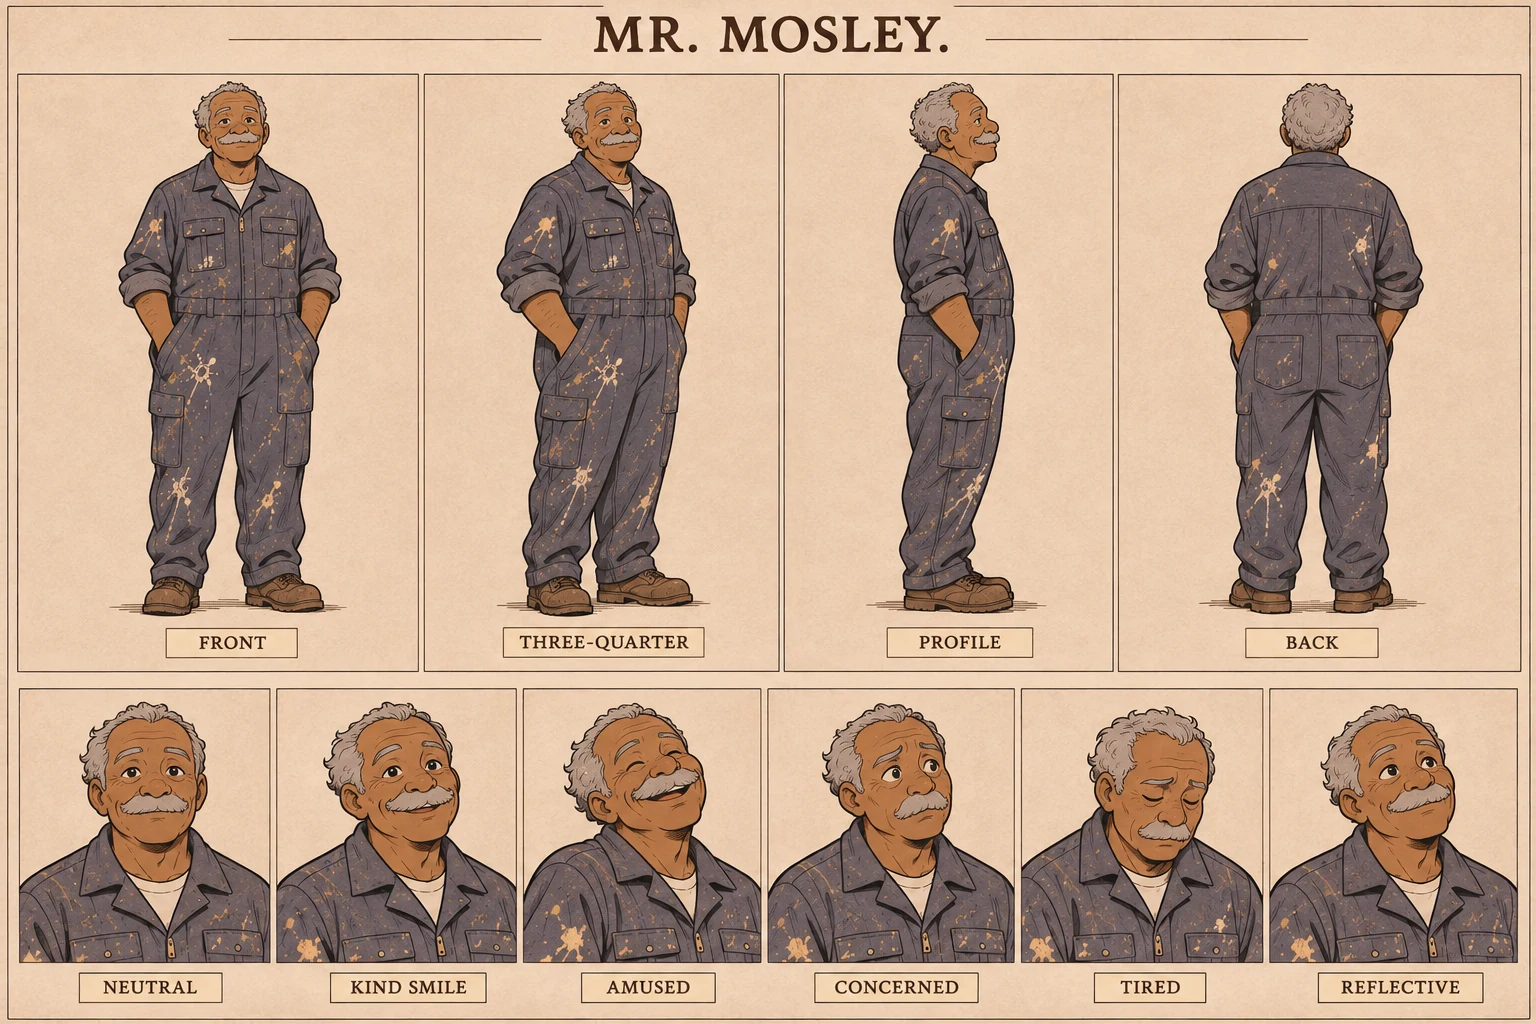 MR. MOSLEY.
FRONT
THREE-QUARTER
PROFILE
BACK
NEUTRAL
KIND SMILE
AMUSED
CONCERNED
TIRED
REFLECTIVE